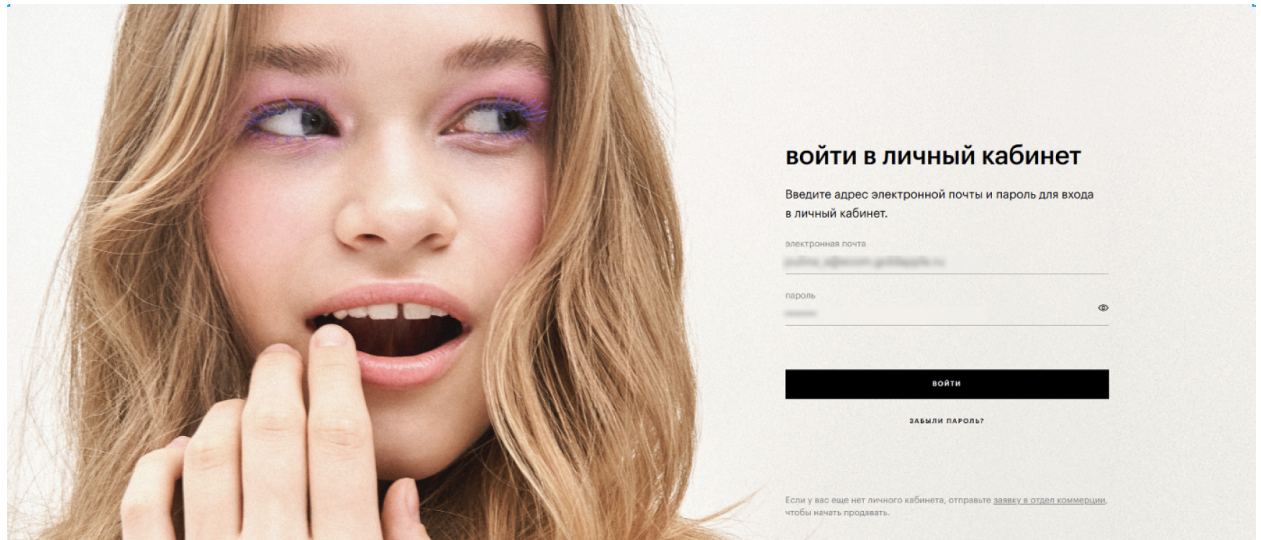 войти в личный кабинет
Введите адрес электронной почты и пароль для входа
в личный кабинет.
электронная почта
пароль
ВОЙТИ
ЗАБЫЛИ ПАРОЛЬ?
Если у вас еще нет личного кабинета, отправьте заявку в отдел коммерции,
чтобы начать продавать.